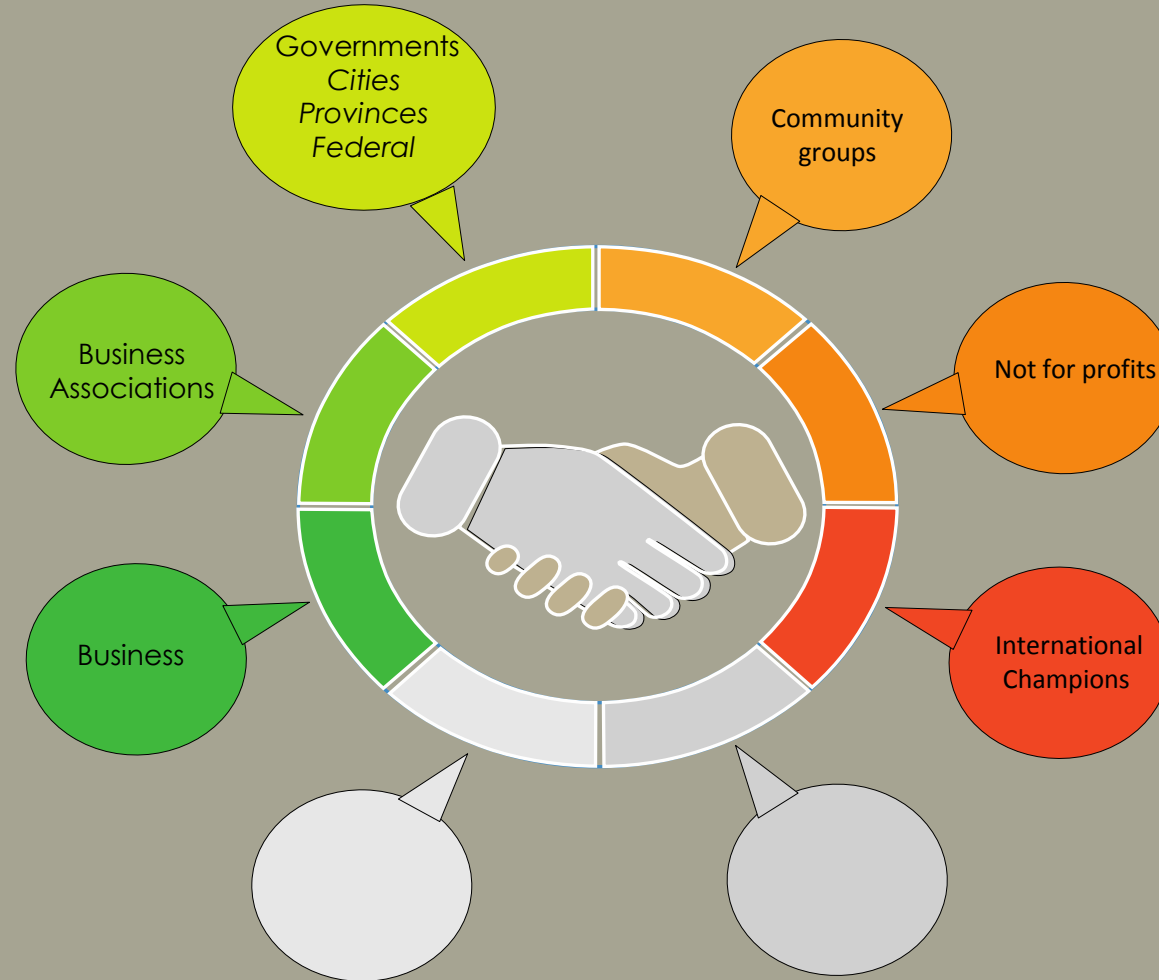 Governments
Cities
Provinces
Federal
Community
groups
Business
Associations
Not for profits
Business
International
Champions